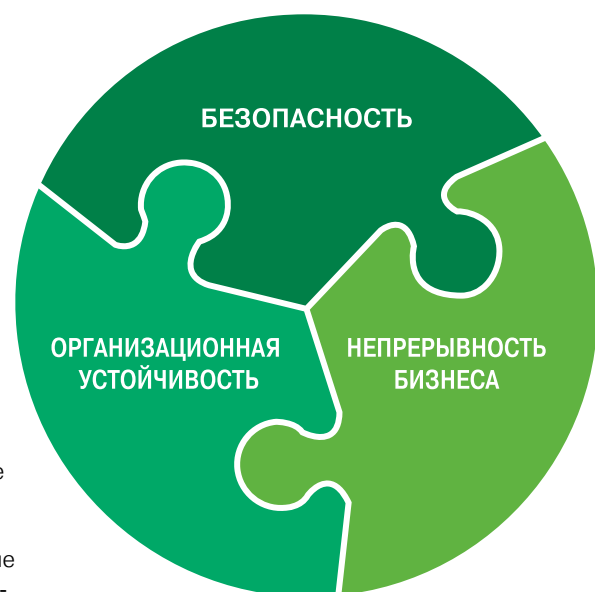 БЕЗОПАСНОСТЬ
ОРГАНИЗАЦИОННАЯ
УСТОЙЧИВОСТЬ
НЕПРЕРЫВНОСТЬ
БИЗНЕСА